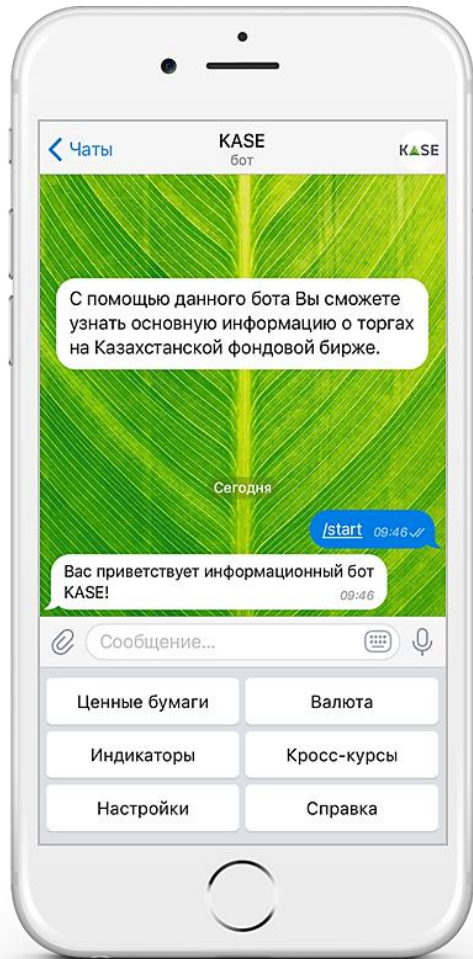 Чаты
KASE
бот
KASE
С помощью данного бота Вы сможете
узнать основную информацию о торгах
на Казахстанской фондовой бирже.
Сегодня
/start 09:46
Вас приветствует информационный бот
KASE!
09:46
Сообщение...
Ценные бумаги
Валюта
Индикаторы
Кросс-курсы
Настройки
Справка